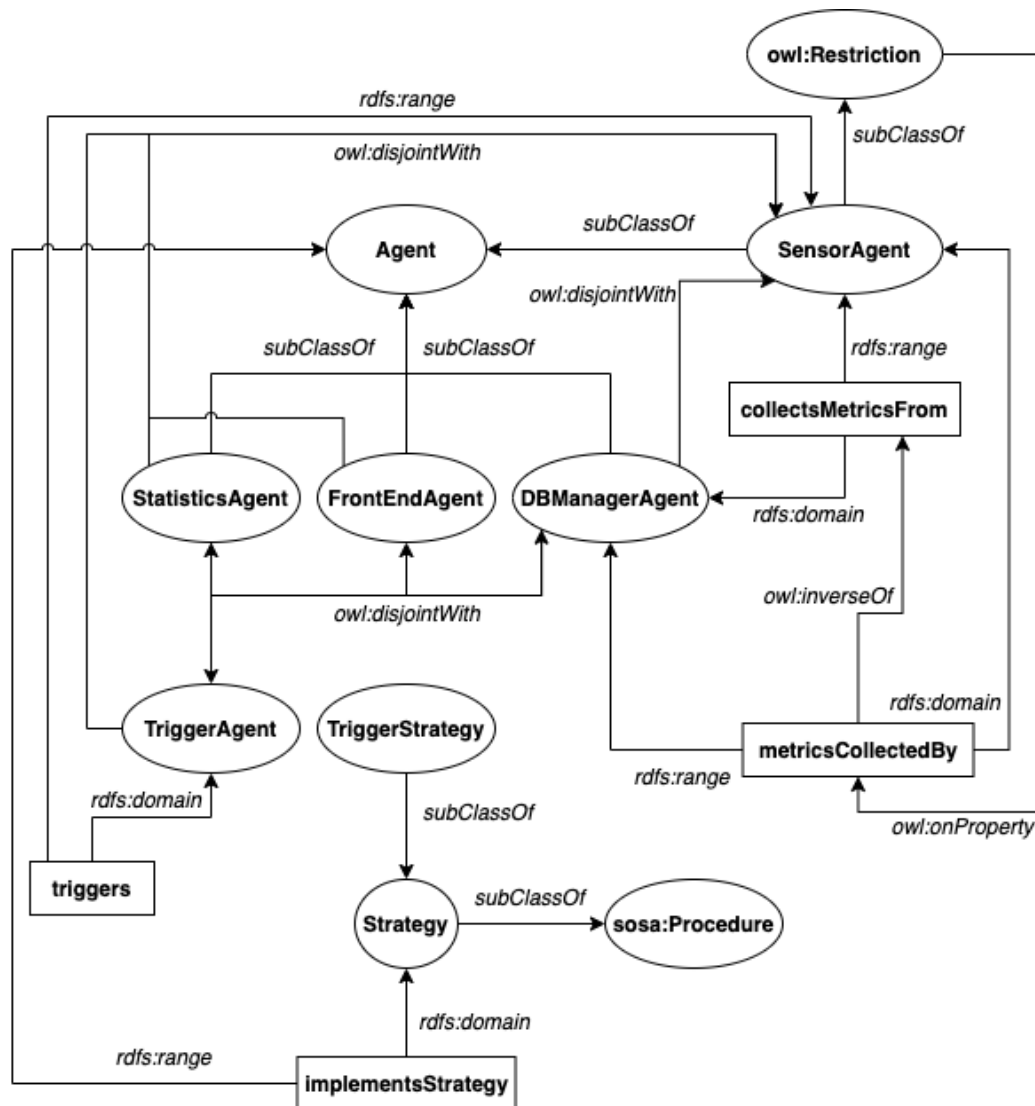 owl:Restriction
rdfs:range
subClassOf
owl:disjointWith
Agent
subClassOf
SensorAgent
owl:disjointWith
subClassOf
subClassOf
rdfs:range
collectsMetricsFrom
StatisticsAgent
FrontEndAgent
DBManagerAgent
rdfs:domain
owl:inverseOf
owl:disjointWith
rdfs:domain
TriggerAgent
TriggerStrategy
metricsCollectedBy
rdfs:range
rdfs:domain
subClassOf
owl:onProperty
triggers
subClassOf
Strategy
sosa:Procedure
rdfs:domain
rdfs:range
implementsStrategy